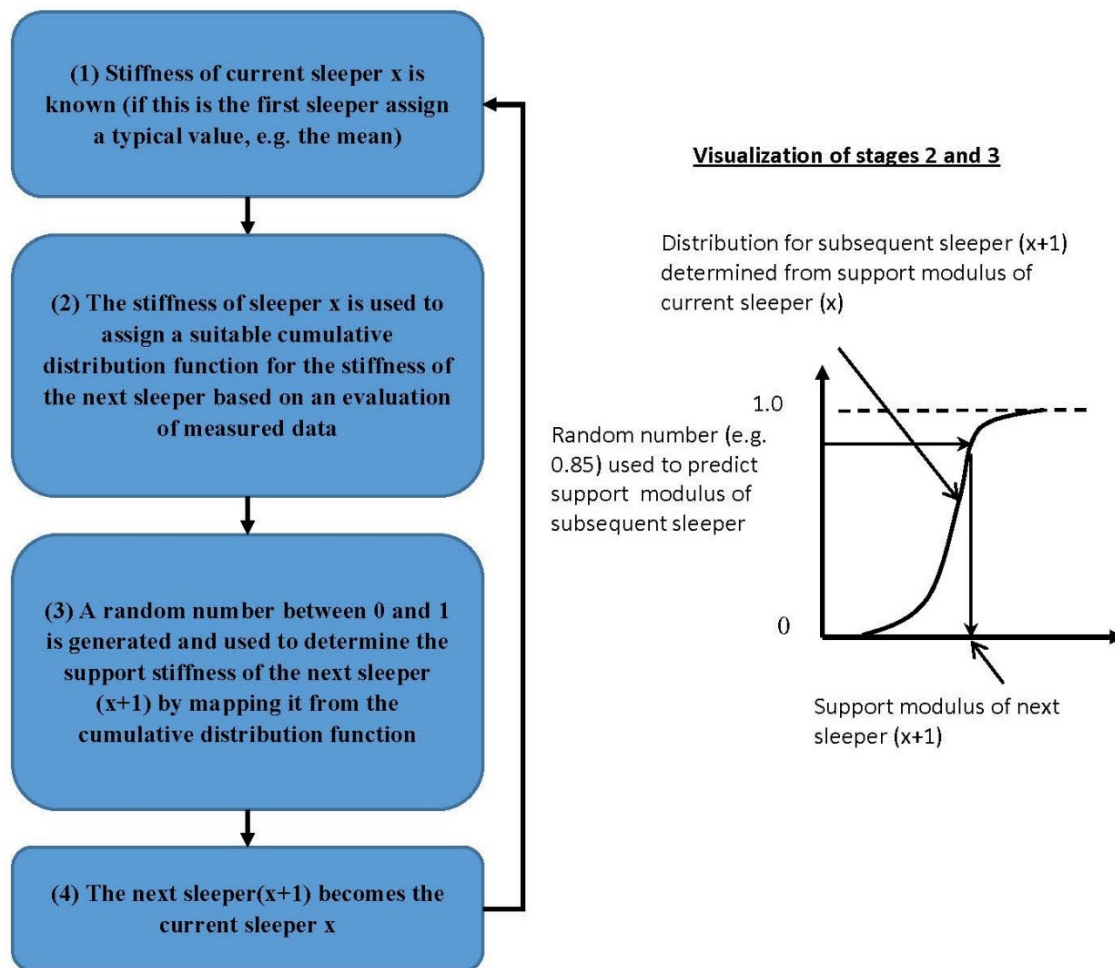 (1) Stiffness of current sleeper x is
known (if this is the first sleeper assign
a typical value, e.g. the mean)
(2) The stiffness of sleeper x is used to
assign a suitable cumulative
distribution function for the stiffness of
the next sleeper based on an evaluation
of measured data
(3) A random number between 0 and 1
is generated and used to determine the
support stiffness of the next sleeper
(x+1) by mapping it from the
cumulative distribution function
(4) The next sleeper(x+1) becomes the
current sleeper x
Visualization of stages 2 and 3
Distribution for subsequent sleeper (x+1)
determined from support modulus of
current sleeper (x)
1.0
Random number (e.g.
0.85) used to predict
support modulus of
subsequent sleeper
0
Support modulus of next
sleeper (x+1)